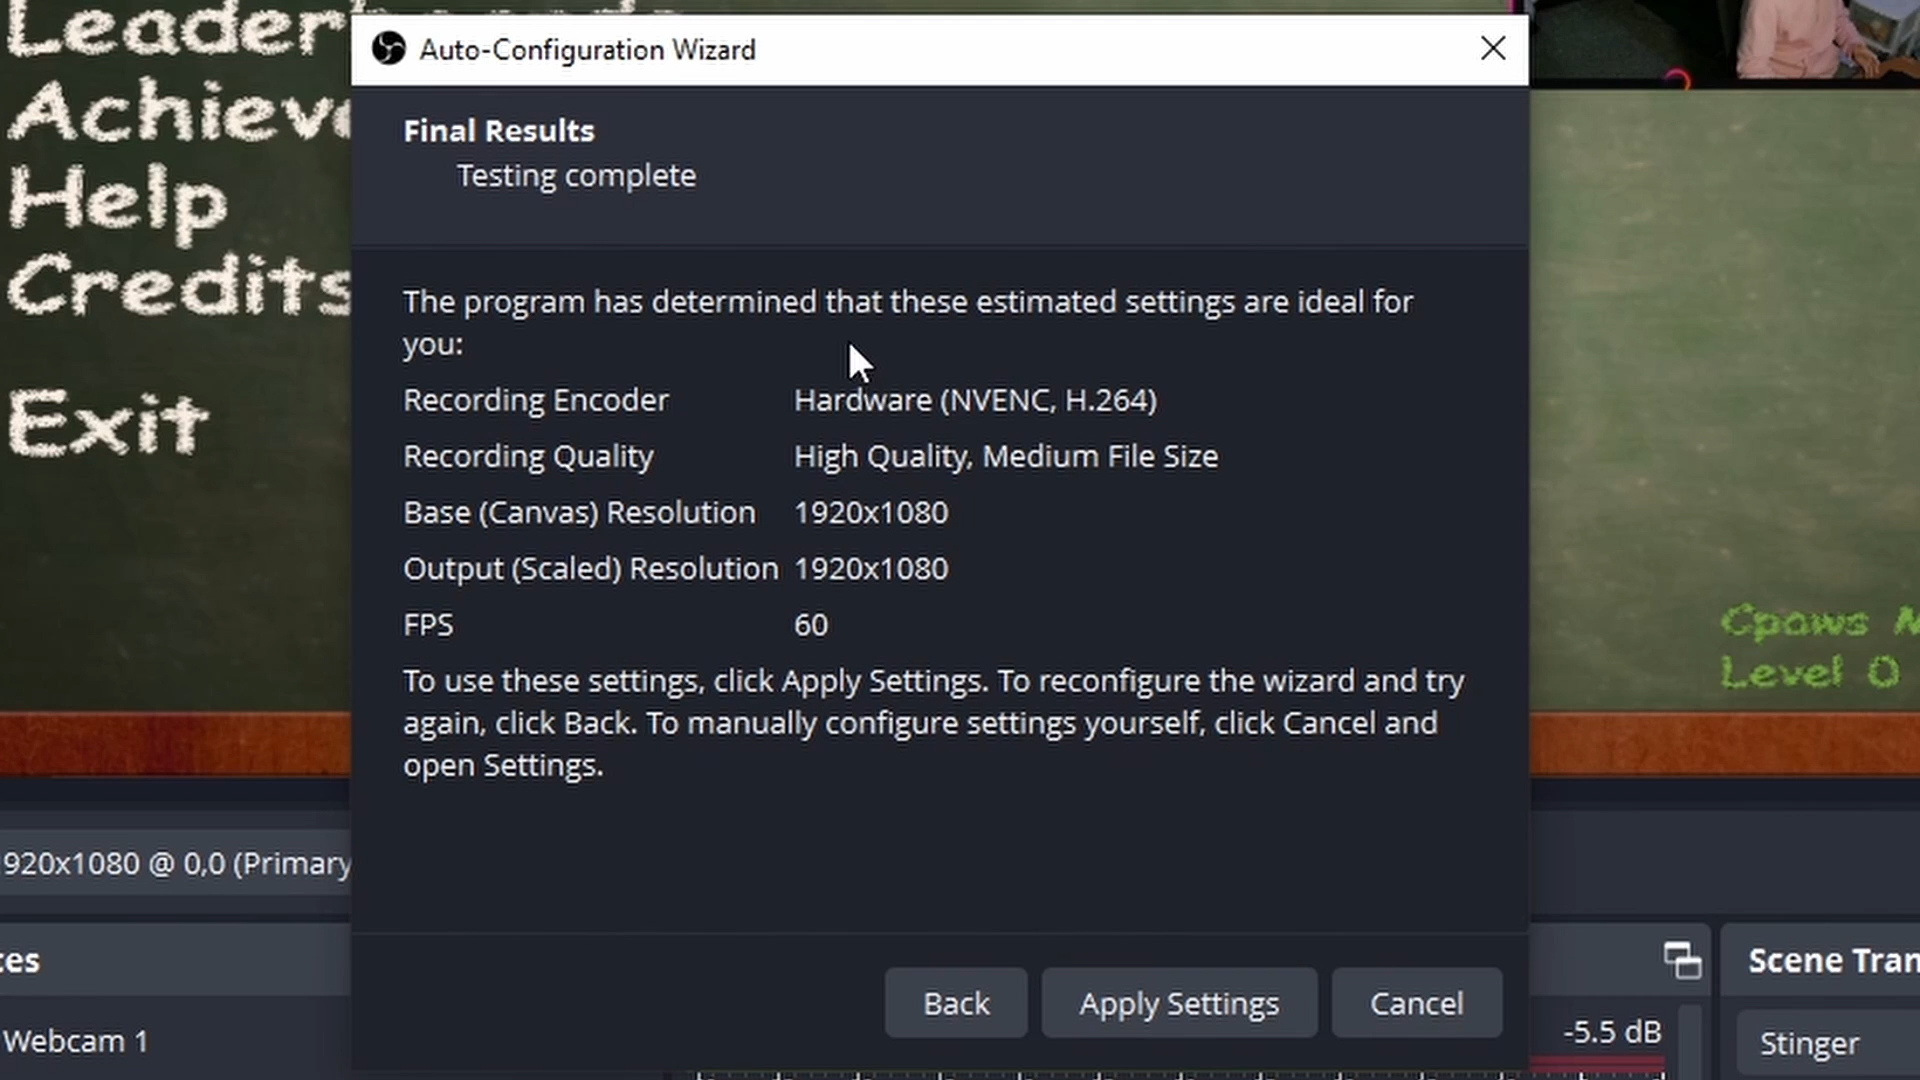 Auto-Configuration Wizard
Final Results
Testing complete
The program has determined that these estimated settings are ideal for
you:
Recording Encoder Hardware (NVENC, H.264)
Recording Quality High Quality, Medium File Size
Base (Canvas) Resolution 1920x1080
Output (Scaled) Resolution 1920x1080
FPS 60
To use these settings, click Apply Settings. To reconfigure the wizard and try
again, click Back. To manually configure settings yourself, click Cancel and
open Settings.
Back Apply Settings Cancel
Help
Credits
Exit
Cpaws
Level 0
920x1080 @ 0,0 (Primary
Webcam 1
-5.5 dB
Scene Tran
Stinger